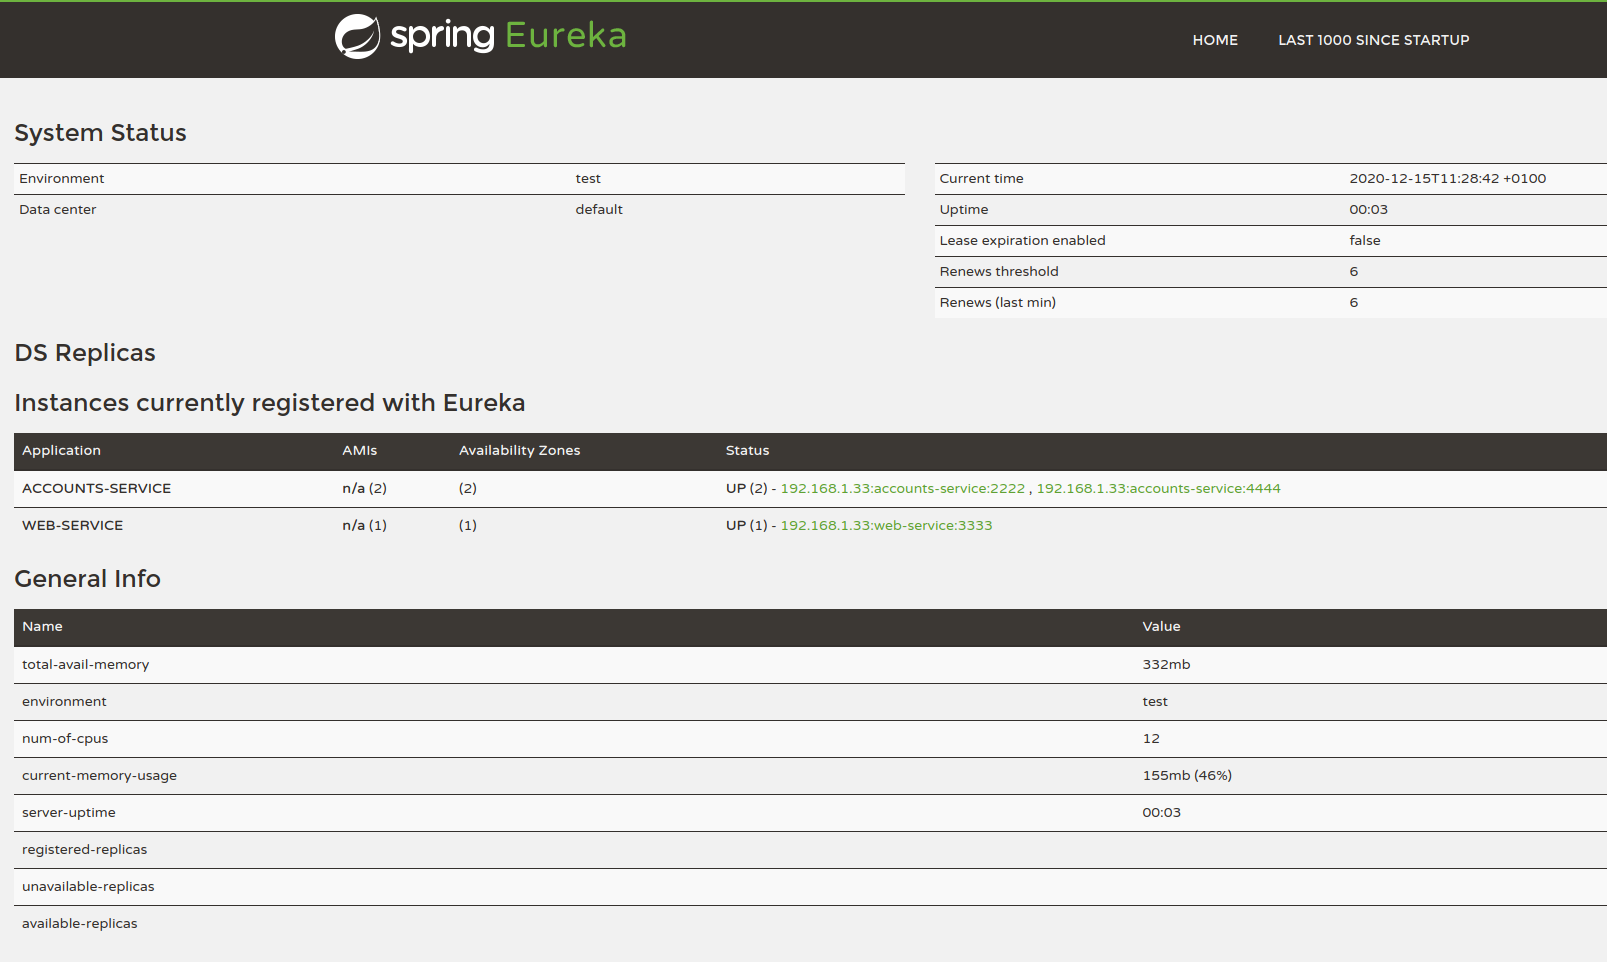 spring Eureka
HOME LAST 1000 SINCE STARTUP
System Status
Environment test
Data center default
Current time 2020-12-15T11:28:42 +0100
Uptime 00:03
Lease expiration enabled false
Renews threshold 6
Renews (last min) 6
DS Replicas
Instances currently registered with Eureka
Application AMIs Availability Zones Status
ACCOUNTS-SERVICE n/a (2) (2) UP (2) - 192.168.1.33:accounts-service:2222 , 192.168.1.33:accounts-service:4444
WEB-SERVICE n/a (1) (1) UP (1) - 192.168.1.33:web-service:3333
General Info
Name Value
total-avail-memory 332mb
environment test
num-of-cpus 12
current-memory-usage 155mb (46%)
server-uptime 00:03
registered-replicas
unavailable-replicas
available-replicas